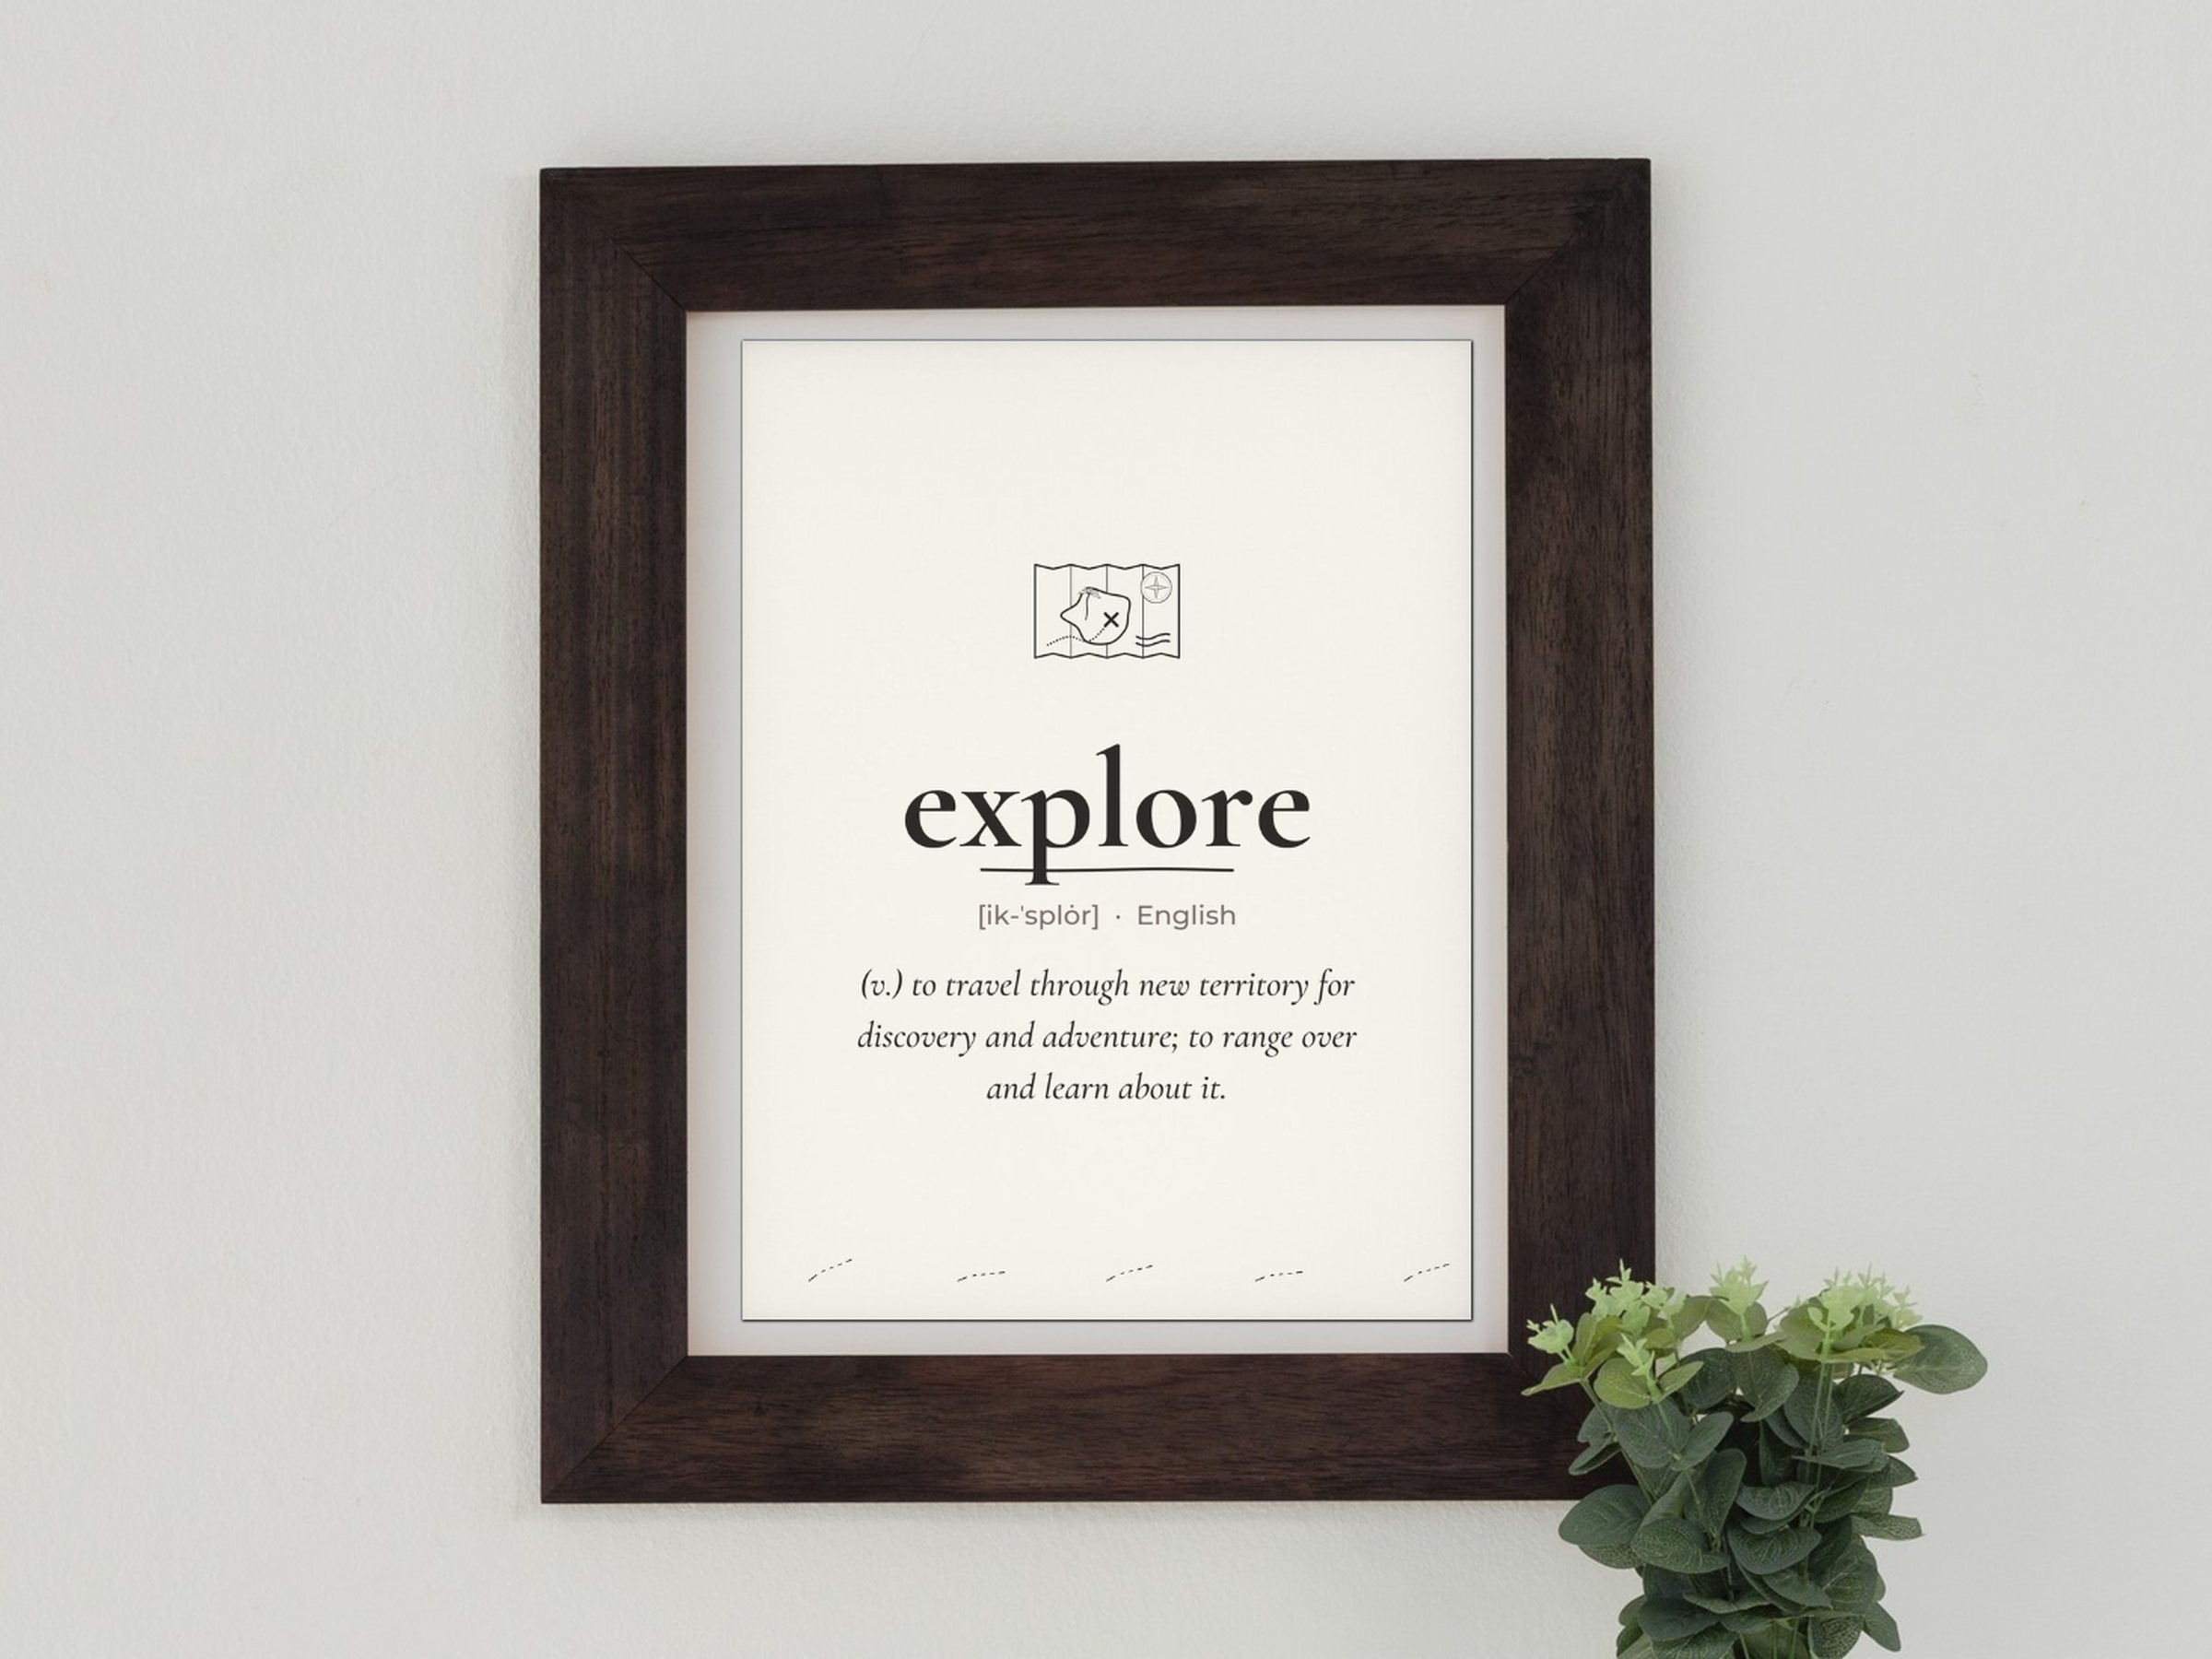 explore
[ik-ˈsplȯr] · English
(v.) to travel through new territory for
discovery and adventure; to range over
and learn about it.